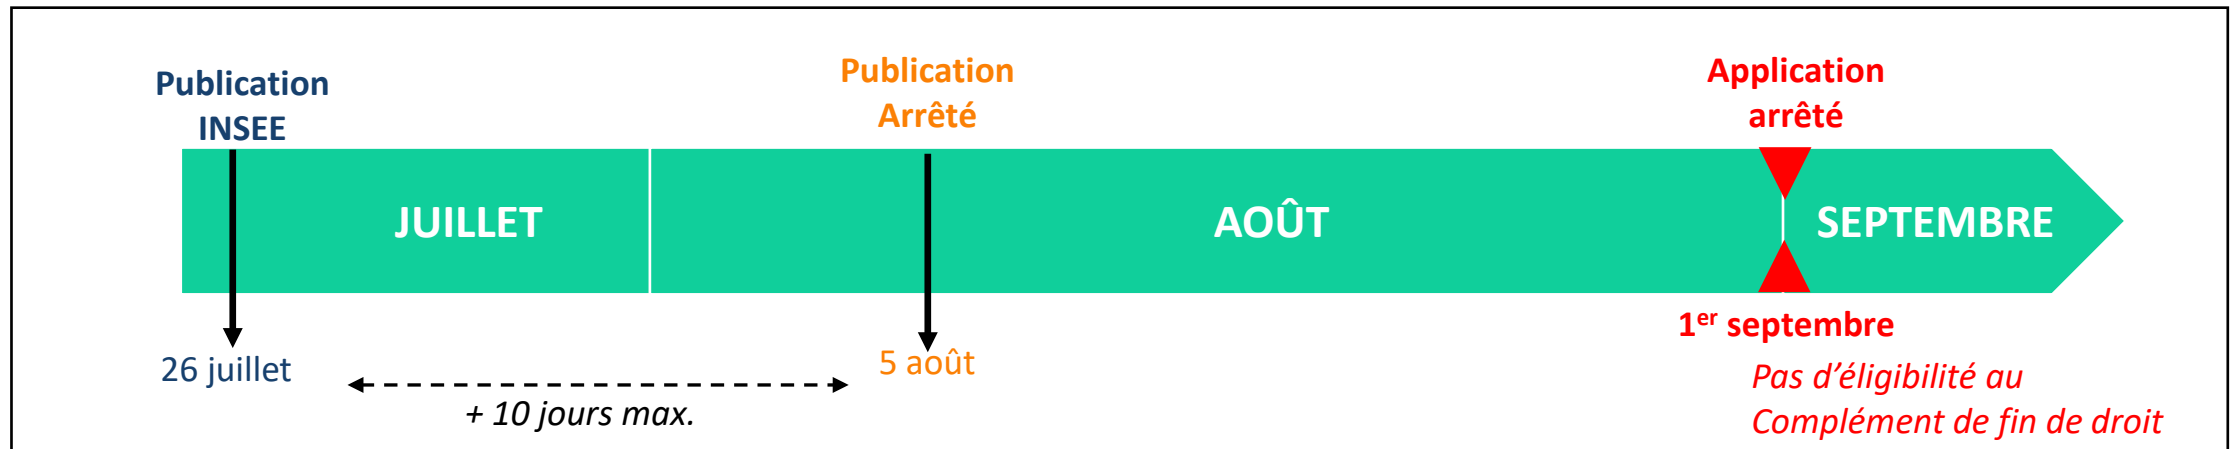 Publication
INSEE
Publication
Arrêté
Application
arrêté
JUILLET
AOÛT
SEPTEMBRE
26 juillet
+ 10 jours max.
5 août
1er septembre
Pas d’éligibilité au
Complément de fin de droit